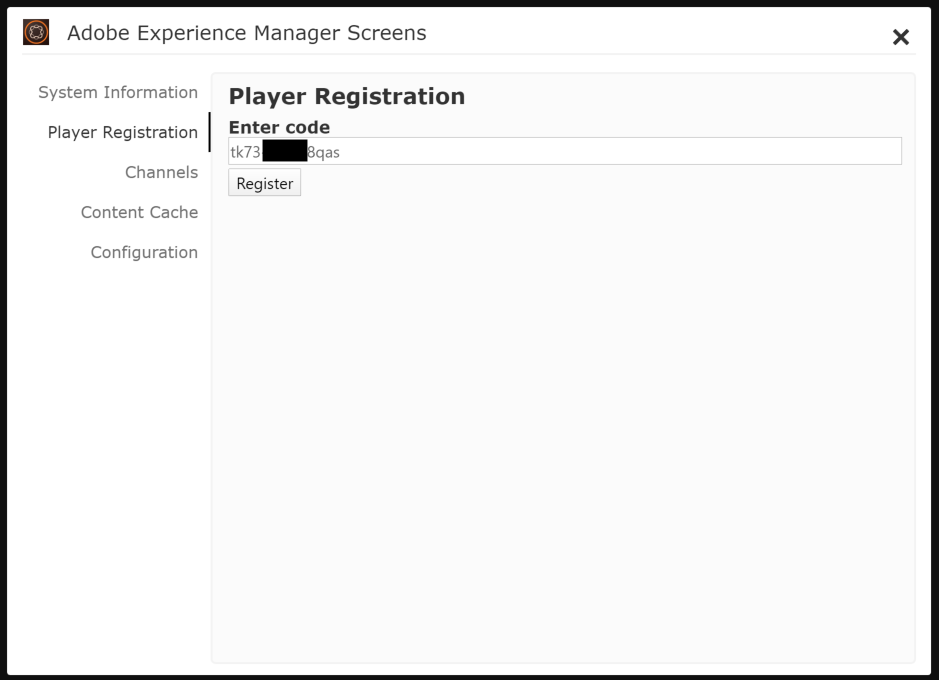 Adobe Experience Manager Screens
System Information
Player Registration
Channels
Content Cache
Configuration
Player Registration
Enter code
tk73 8qas
Register